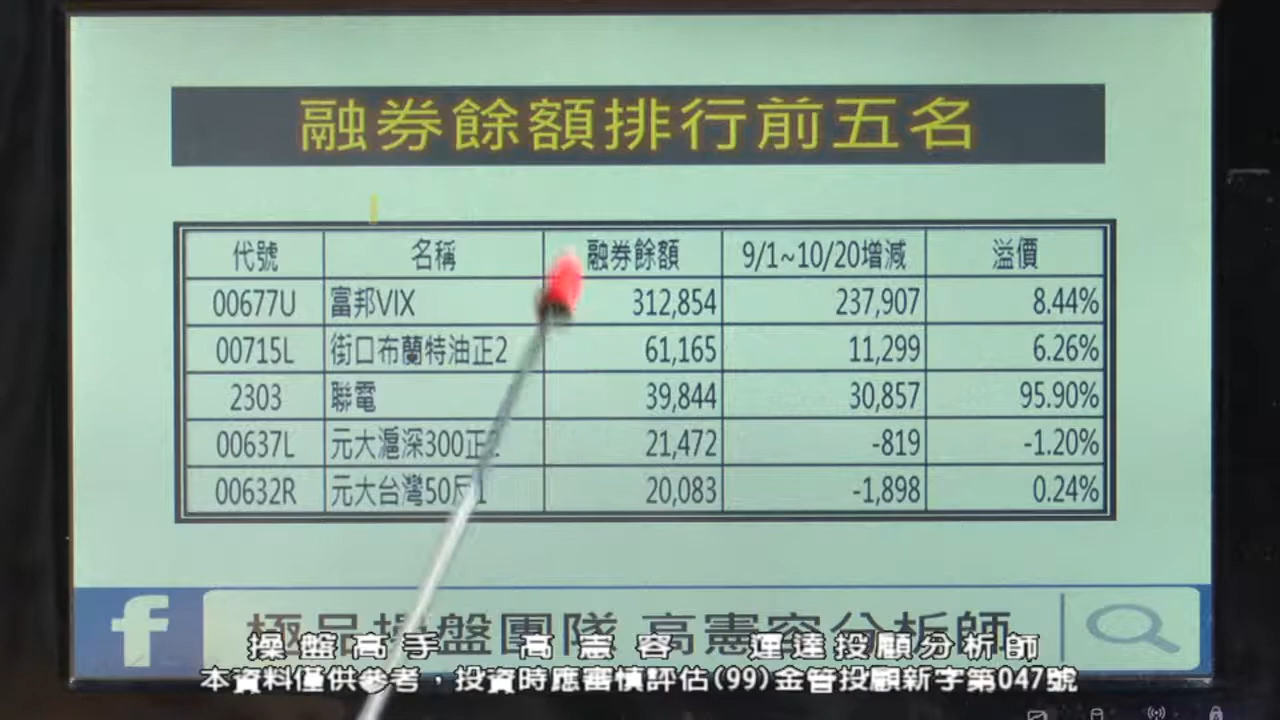 融券餘額排行前五名
代號 名稱 融券餘額 9/1~10/20增減 溢價
00677U 富邦VIX 312,854 237,907 8.44%
00715L 街口布蘭特油正2 61,165 11,299 6.26%
2303 聯電 39,844 30,857 95.90%
00637L 元大滬深300正2 21,472 -819 -1.20%
00632R 元大台灣50反1 20,083 -1,898 0.24%
f 極品操盤團隊 高憲容分析師
操盤高手 高憲容 運達投顧分析師
本資料僅供參考，投資時應審慎評估(99)金管投顧新字第047號